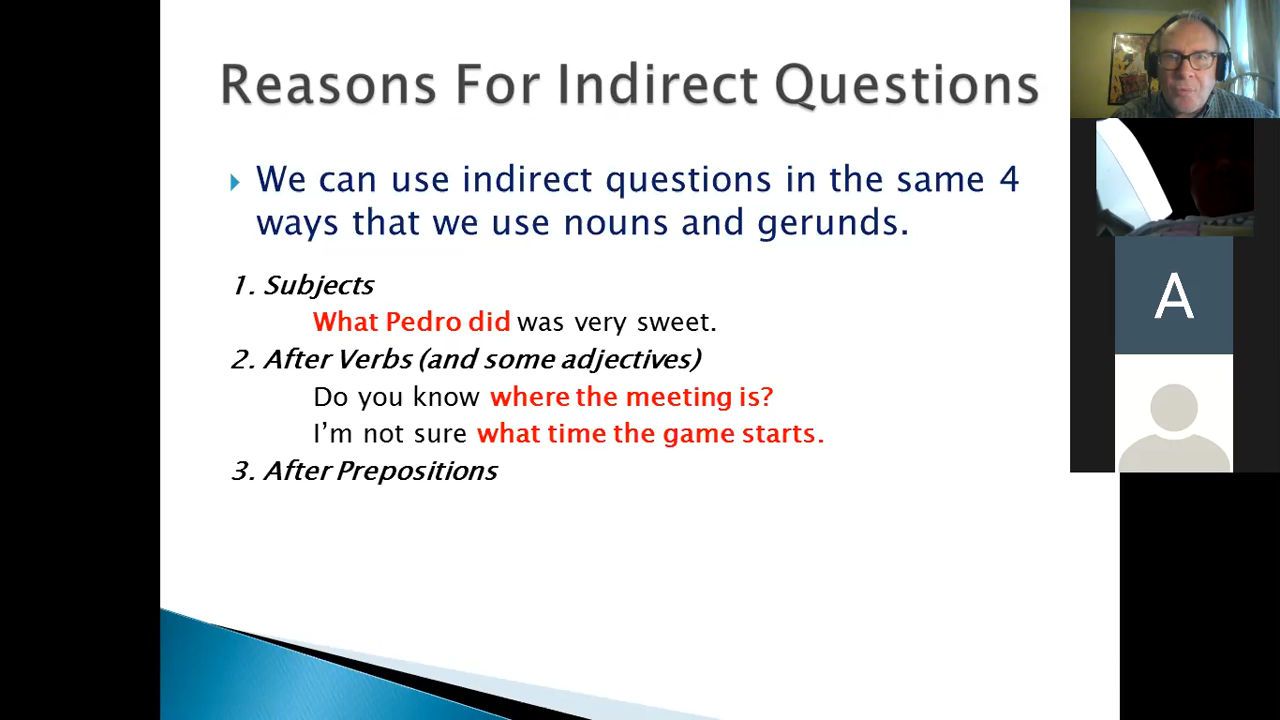 Reasons For Indirect Questions
We can use indirect questions in the same 4
ways that we use nouns and gerunds.
1. Subjects
What Pedro did was very sweet.
2. After Verbs (and some adjectives)
Do you know where the meeting is?
I'm not sure what time the game starts.
3. After Prepositions
A